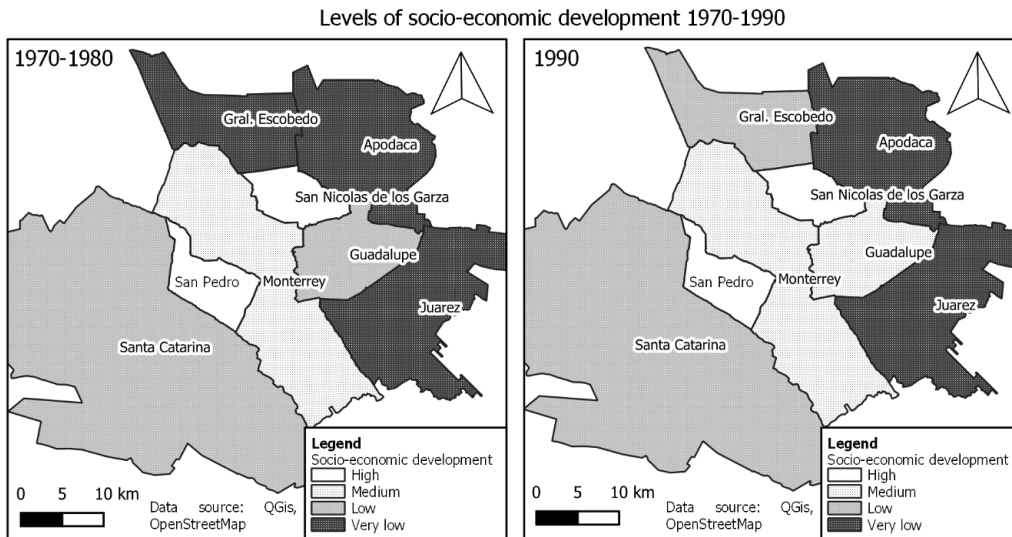 Levels of socio-economic development 1970-1990
1970-1980
Gral. Escobedo
Apodaca
San Nicolas de los Garza
Guadalupe
San Pedro
Monterrey
Juarez
Santa Catarina
Legend
Socio-economic development
High
Medium
Low
Very low
0 5 10 km
Data source: QGis,
OpenStreetMap
1990
Gral. Escobedo
Apodaca
San Nicolas de los Garza
Guadalupe
San Pedro
Monterrey
Juarez
Santa Catarina
Legend
Socio-economic development
High
Medium
Low
Very low
0 5 10 km
Data source: QGis,
OpenStreetMap